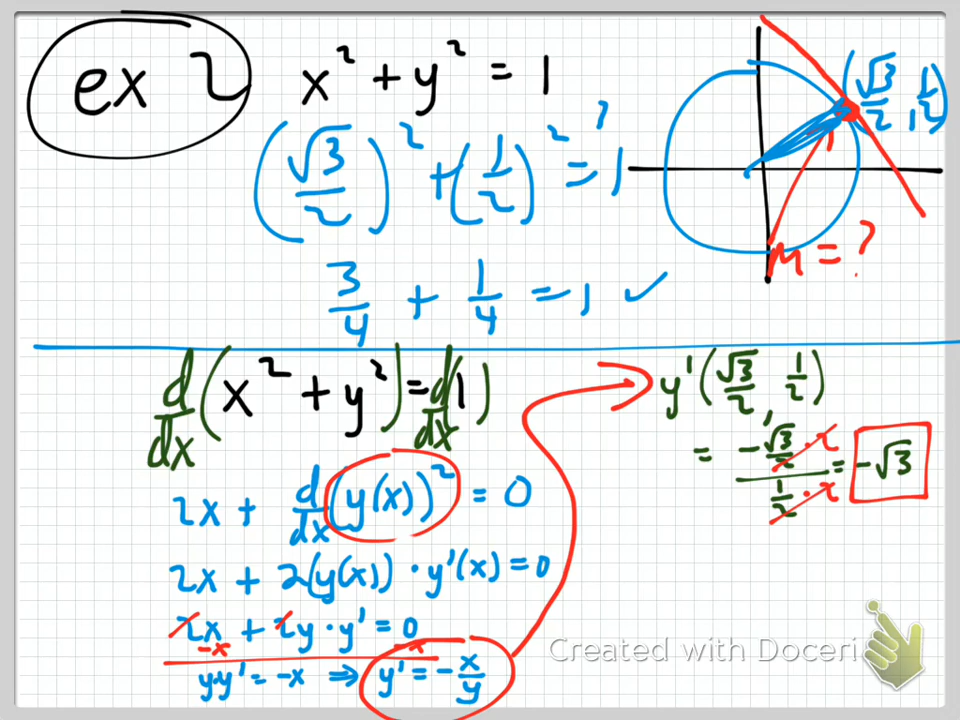 ex 2 x² + y² = 1
(√3/2)² + (1/2)² =? 1
3/4 + 1/4 = 1 ✓
(√3/2, 1/2)
m = ?
d/dx (x² + y²) = d/dx (1)
2x + d/dx (y(x))² = 0
2x + 2(y(x)) · y'(x) = 0
2x + 2y · y' = 0
-x -x
y·y' = -x ⇒ y' = -x/y
y'(√3/2, 1/2)
= (-√3/2 · 2)/(1/2 · 2) = -√3
Created with Doceri